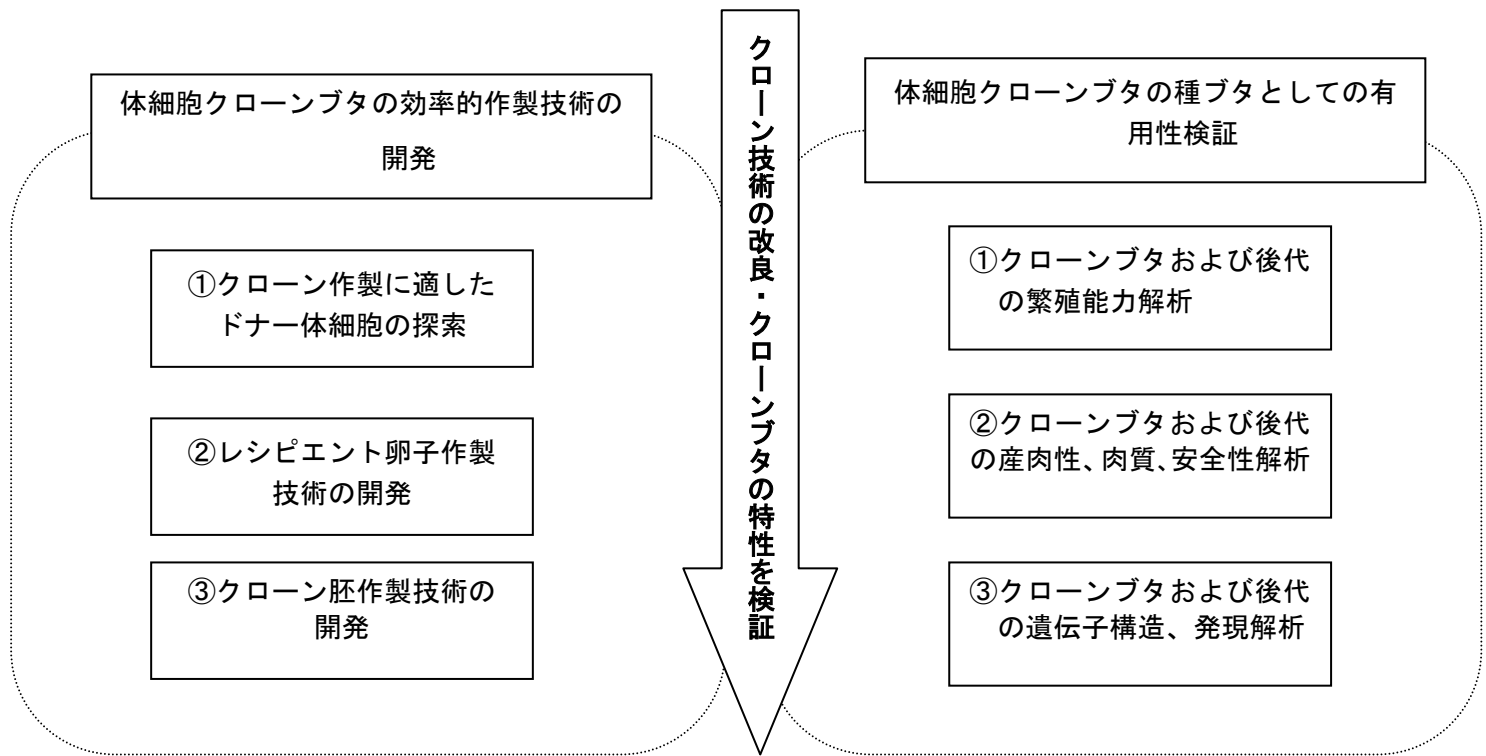 体細胞クローンブタの効率的作製技術の
開発
①クローン作製に適した
ドナー体細胞の探索
②レシピエント卵子作製
技術の開発
③クローン胚作製技術の
開発
クローン技術の改良・クローンブタの特性を検証
体細胞クローンブタの種ブタとしての有
用性検証
①クローンブタおよび後代
の繁殖能力解析
②クローンブタおよび後代
の産肉性、肉質、安全性解析
③クローンブタおよび後代
の遺伝子構造、発現解析